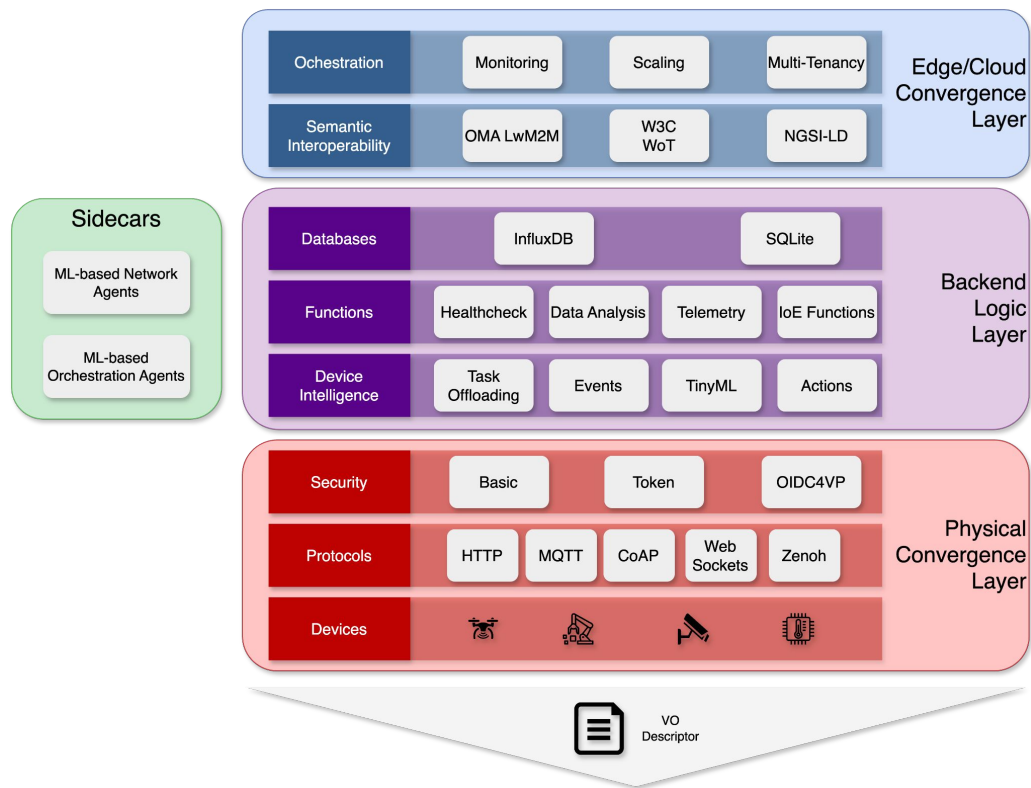 Ochestration
Monitoring
Scaling
Multi-Tenancy
Edge/Cloud
Convergence
Layer
Semantic
Interoperability
OMA LwM2M
W3C
WoT
NGSI-LD
Sidecars
ML-based Network
Agents
ML-based
Orchestration Agents
Databases
InfluxDB
SQLite
Backend
Logic
Layer
Functions
Healthcheck
Data Analysis
Telemetry
IoE Functions
Device
Intelligence
Task
Offloading
Events
TinyML
Actions
Security
Basic
Token
OIDC4VP
Physical
Convergence
Layer
Protocols
HTTP
MQTT
CoAP
Web
Sockets
Zenoh
Devices
VO
Descriptor